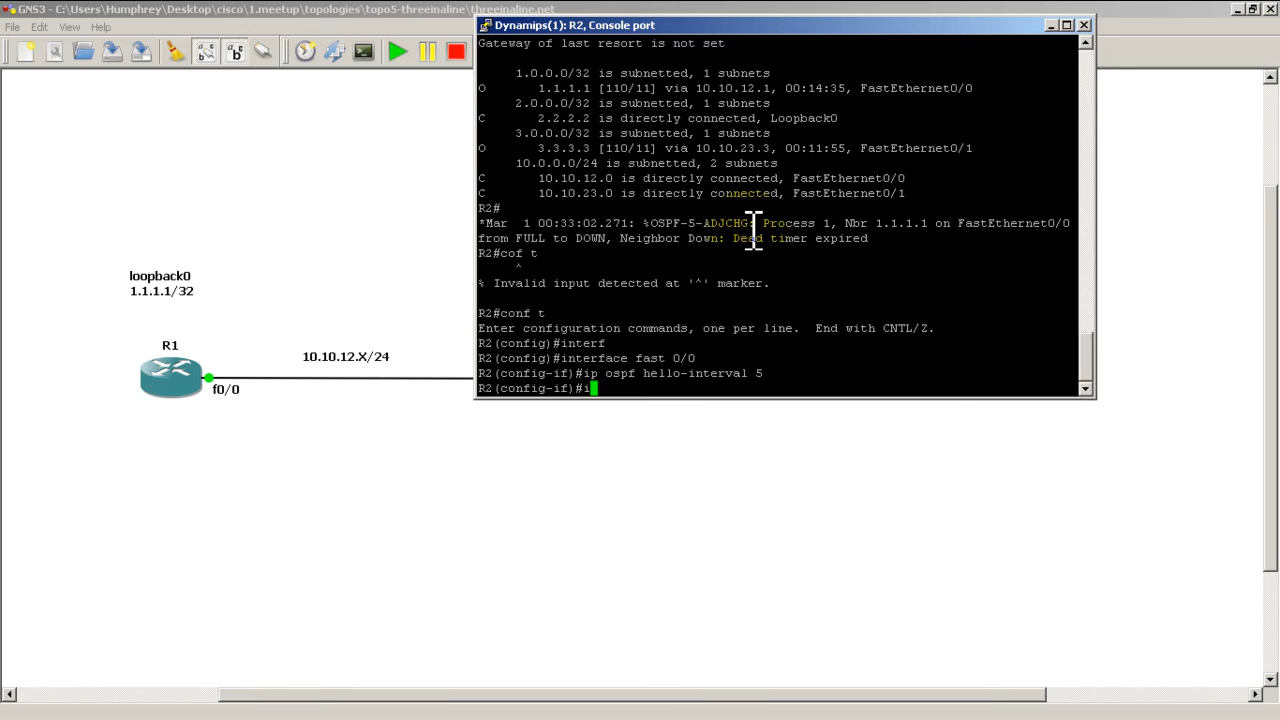 GNS3 - C:\Users\Humphrey\Desktop\cisco\1.meetup\topologies\topo5-threeinaline\threeinaline.net
File Edit View Help
Dynamips(1): R2, Console port
Gateway of last resort is not set
1.0.0.0/32 is subnetted, 1 subnets
O 1.1.1.1 [110/11] via 10.10.12.1, 00:14:35, FastEthernet0/0
2.0.0.0/32 is subnetted, 1 subnets
C 2.2.2.2 is directly connected, Loopback0
3.0.0.0/32 is subnetted, 1 subnets
O 3.3.3.3 [110/11] via 10.10.23.3, 00:11:55, FastEthernet0/1
10.0.0.0/24 is subnetted, 2 subnets
C 10.10.12.0 is directly connected, FastEthernet0/0
C 10.10.23.0 is directly connected, FastEthernet0/1
R2#
*Mar 1 00:33:02.271: %OSPF-5-ADJCHG: Process 1, Nbr 1.1.1.1 on FastEthernet0/0
from FULL to DOWN, Neighbor Down: Dead timer expired
R2#cof t
^
% Invalid input detected at '^' marker.
R2#conf t
Enter configuration commands, one per line. End with CNTL/Z.
R2(config)#interf
R2(config)#interface fast 0/0
R2(config-if)#ip ospf hello-interval 5
R2(config-if)#i
loopback0
1.1.1.1/32
R1
10.10.12.X/24
f0/0